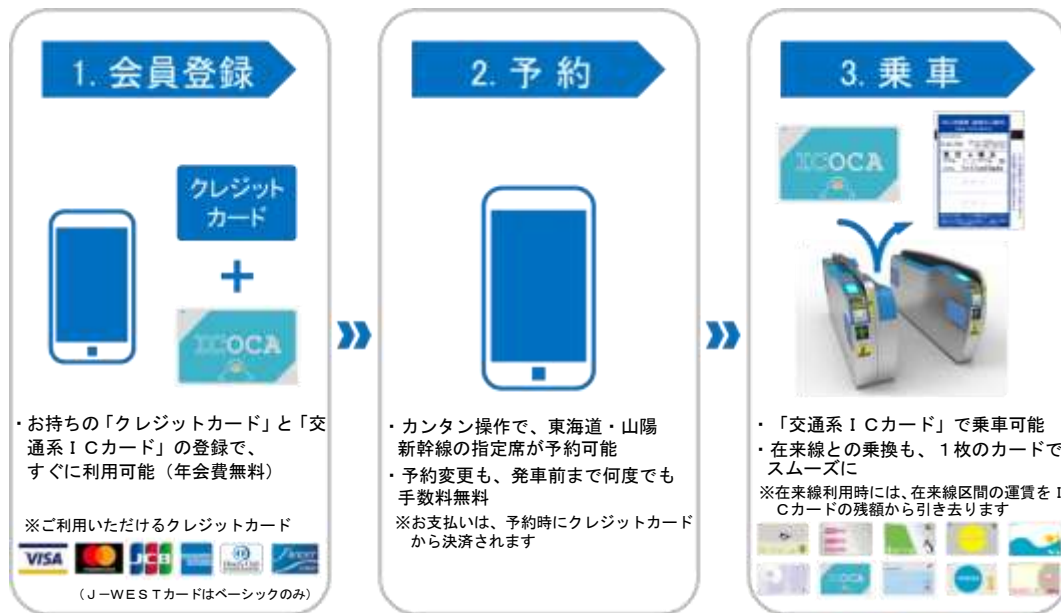 1. 会員登録
クレジット
カード
+
ICOCA
・お持ちの「クレジットカード」と「交
通系ICカード」の登録で、
すぐに利用可能（年会費無料）
※ご利用いただけるクレジットカード
VISA
JCB
（J－WESTカードはベーシックのみ）
2. 予約
・カンタン操作で、東海道・山陽
新幹線の指定席が予約可能
・予約変更も、発車前まで何度でも
手数料無料
※お支払いは、予約時にクレジットカード
から決済されます
3. 乗車
ICOCA
・「交通系ICカード」で乗車可能
・在来線との乗換も、1枚のカードで
スムーズに
※在来線利用時には、在来線区間の運賃をI
Cカードの残額から引き去ります
ICOCA